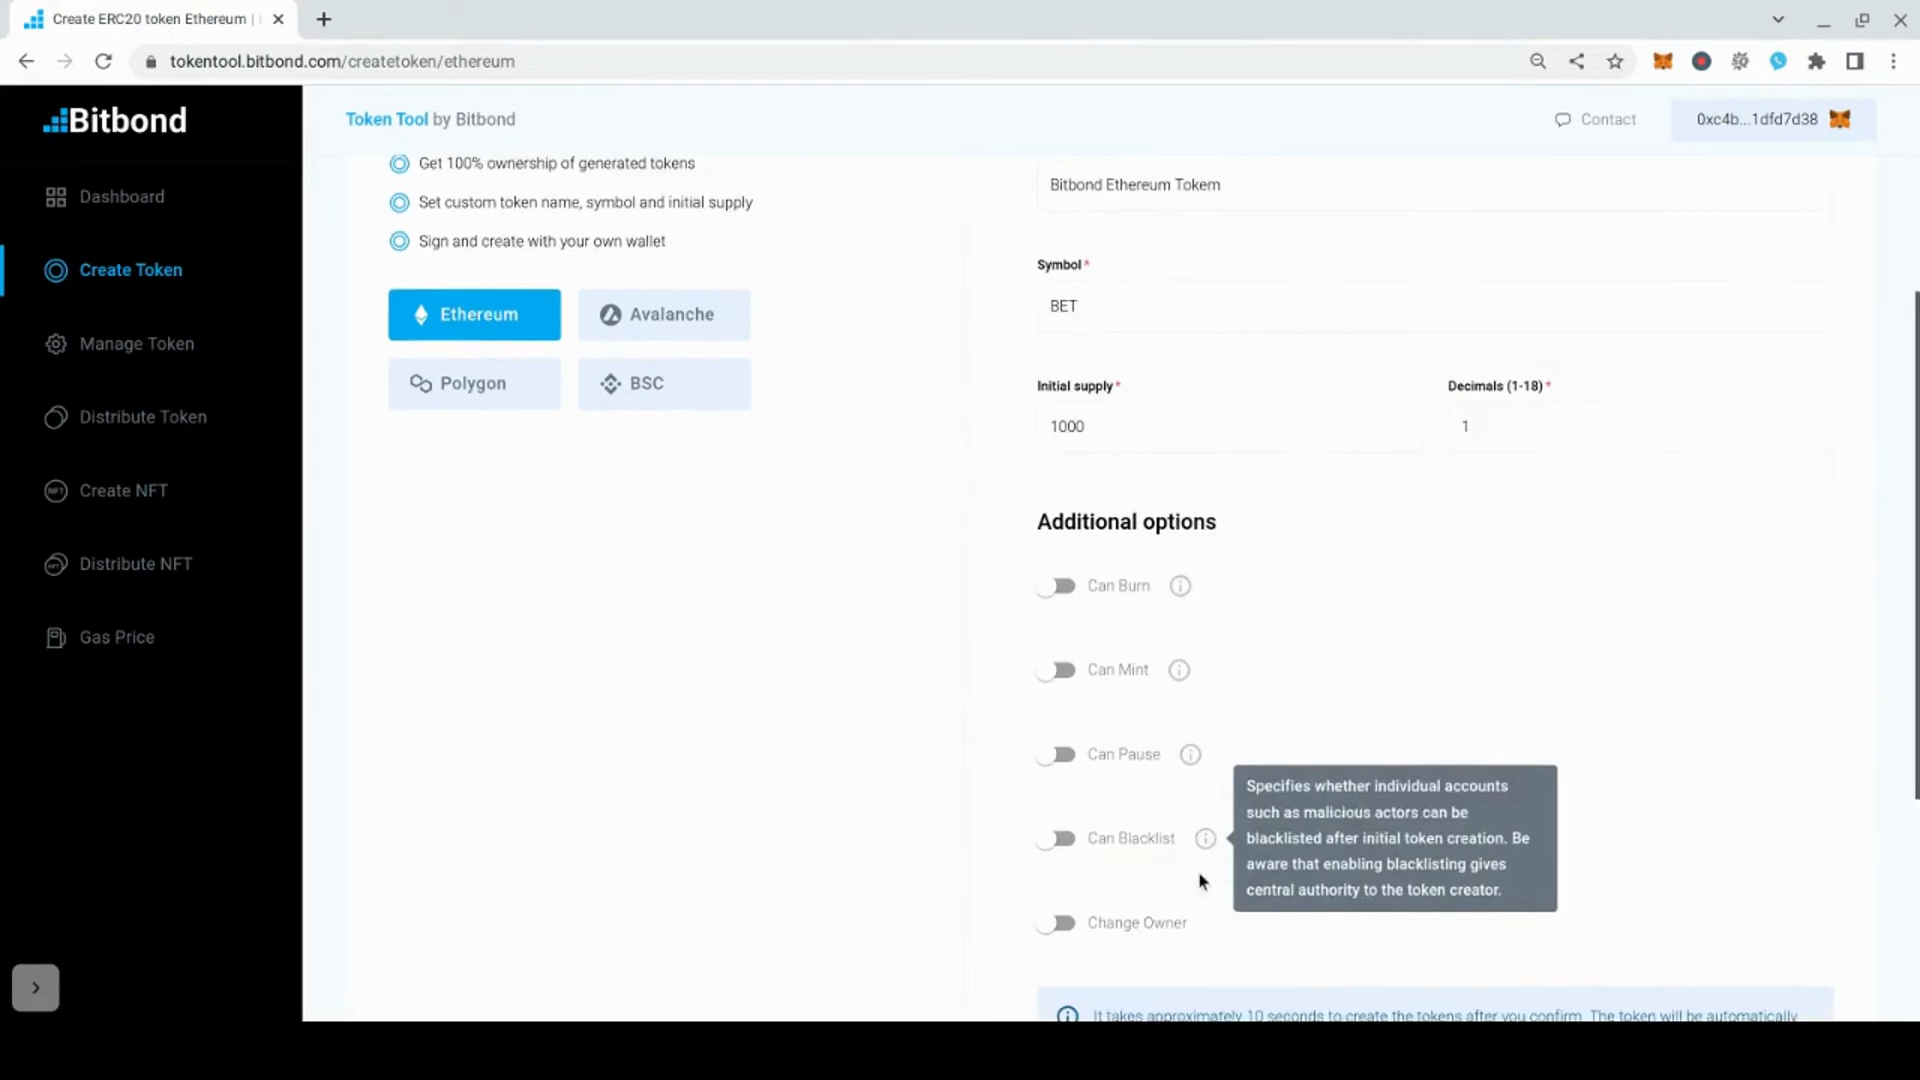 Create ERC20 token Ethereum |
tokentool.bitbond.com/createtoken/ethereum
Bitbond
Token Tool by Bitbond
Contact
0xc4b...1dfd7d38
Dashboard
Create Token
Manage Token
Distribute Token
Create NFT
Distribute NFT
Gas Price
Get 100% ownership of generated tokens
Set custom token name, symbol and initial supply
Sign and create with your own wallet
Ethereum
Avalanche
Polygon
BSC
Bitbond Ethereum Tokem
Symbol*
BET
Initial supply*
Decimals (1-18) *
1000
1
Additional options
Can Burn
Can Mint
Can Pause
Can Blacklist
Specifies whether individual accounts
such as malicious actors can be
blacklisted after initial token creation. Be
aware that enabling blacklisting gives
central authority to the token creator.
Change Owner
It takes approximately 10 seconds to create the tokens after you confirm. The token will be automatically